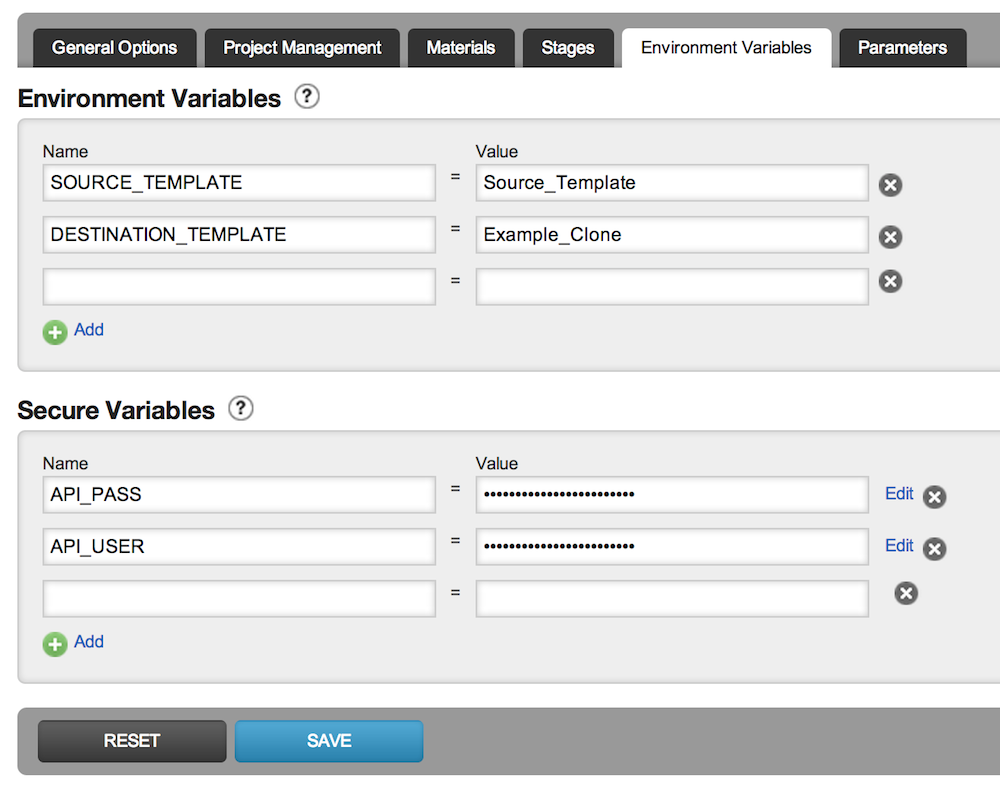 General Options Project Management Materials Stages Environment Variables Parameters
Environment Variables ?
Name Value
SOURCE_TEMPLATE = Source_Template
DESTINATION_TEMPLATE = Example_Clone
=
Add
Secure Variables ?
Name Value
API_PASS = •••••••••••••••••••••••• Edit
API_USER = •••••••••••••••••••••••• Edit
=
Add
RESET SAVE